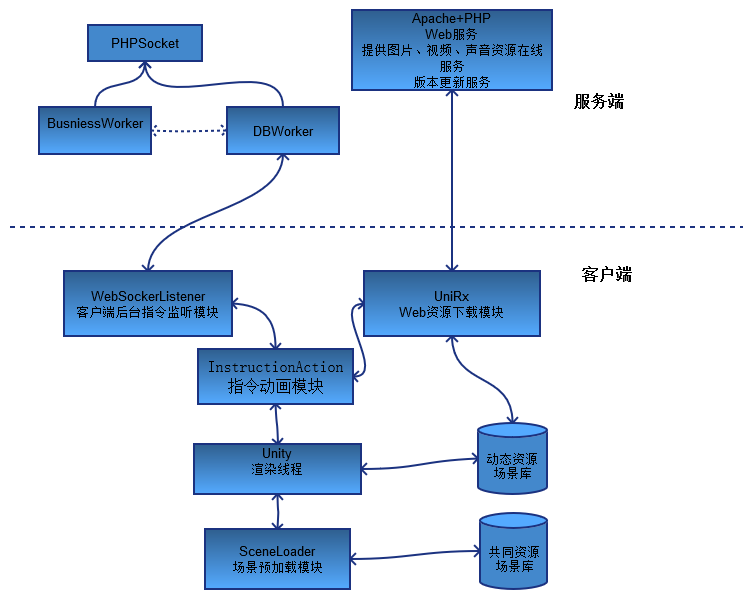 PHPSocket
Apache+PHP
Web服务
提供图片、视频、声音资源在线
服务
版本更新服务
服务端
BusniessWorker
DBWorker
客户端
WebSockerListener
客户端后台指令监听模块
UniRx
Web资源下载模块
InstructionAction
指令动画模块
Unity
渲染线程
动态资源
场景库
SceneLoader
场景预加载模块
共同资源
场景库